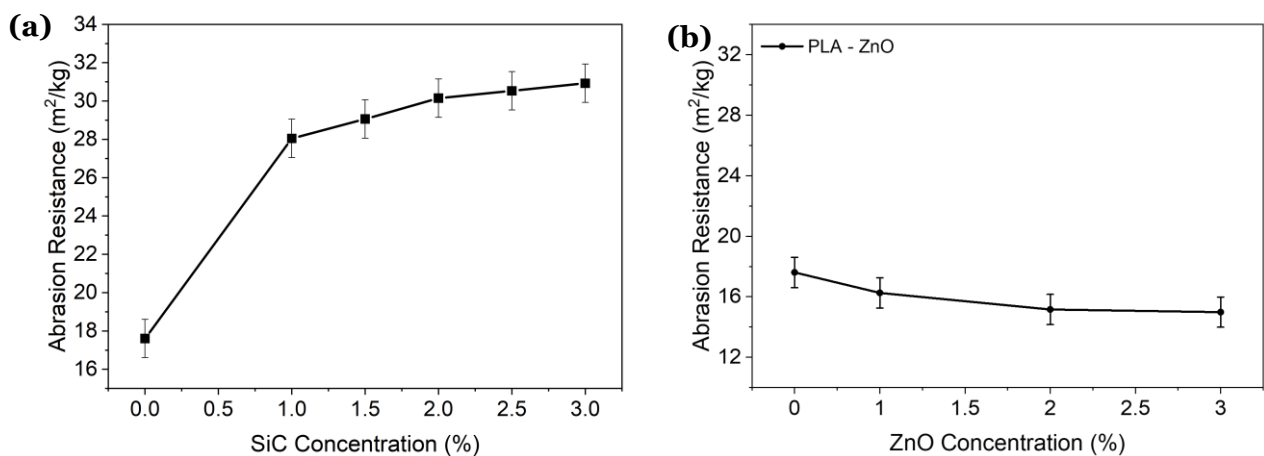 (a)
34
32
30
28
26
24
22
20
18
16
Abrasion Resistance (m²/kg)
0.0 0.5 1.0 1.5 2.0 2.5 3.0
SiC Concentration (%)
(b)
PLA - ZnO
32
28
24
20
16
12
Abrasion Resistance (m²/kg)
0 1 1.5 2 2.5 3
ZnO Concentration (%)